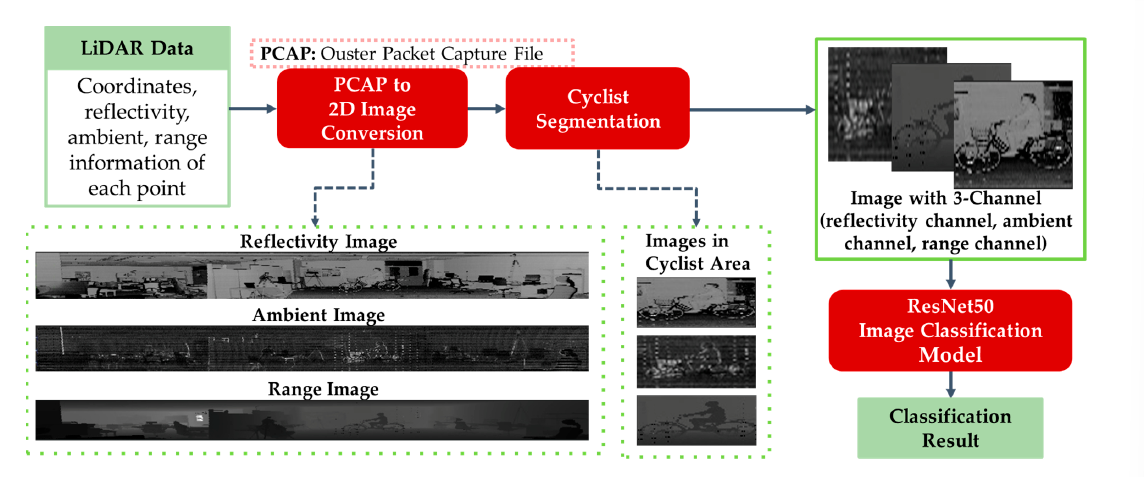 LiDAR Data
Coordinates,
reflectivity,
ambient, range
information of
each point
PCAP: Ouster Packet Capture File
PCAP to
2D Image
Conversion
Cyclist
Segmentation
Image with 3-Channel
(reflectivity channel, ambient
channel, range channel)
Reflectivity Image
Ambient Image
Range Image
Images in
Cyclist Area
ResNet50
Image Classification
Model
Classification
Result